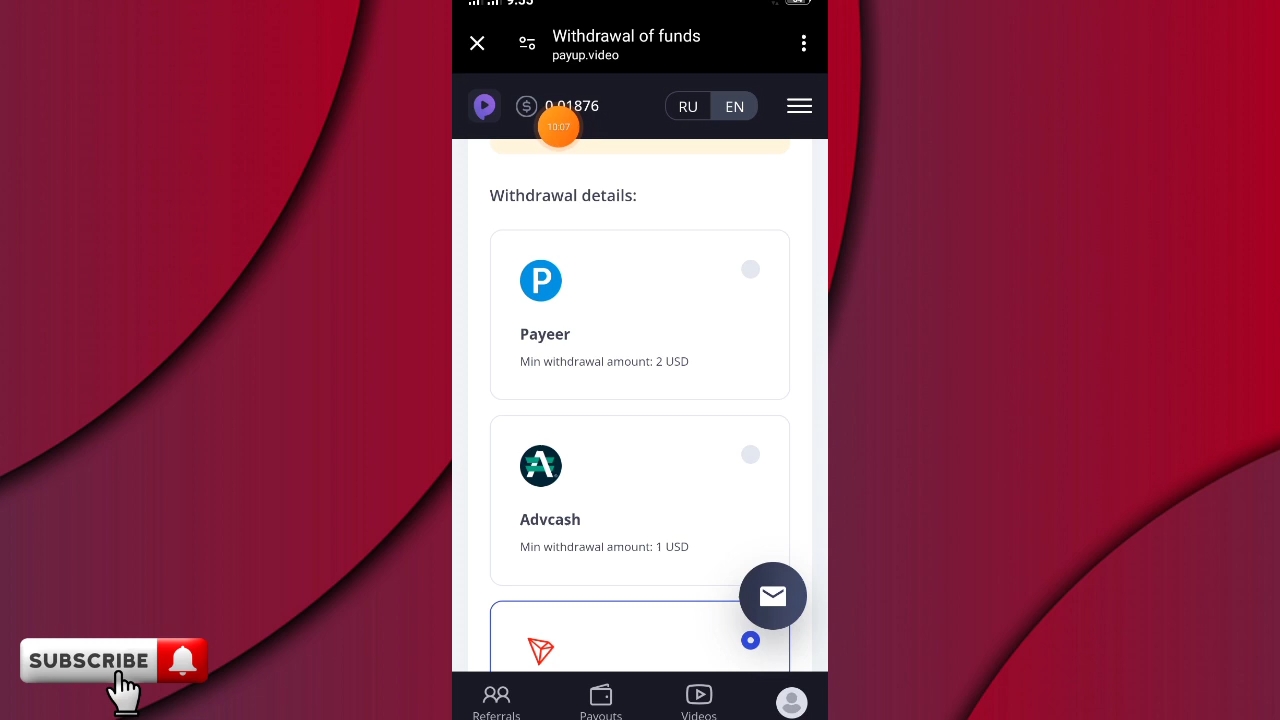 Withdrawal of funds
payup.video
0.01876
RU EN
10:07
Withdrawal details:
P
Payeer
Min withdrawal amount: 2 USD
Advcash
Min withdrawal amount: 1 USD
SUBSCRIBE
Referrals Payouts Videos